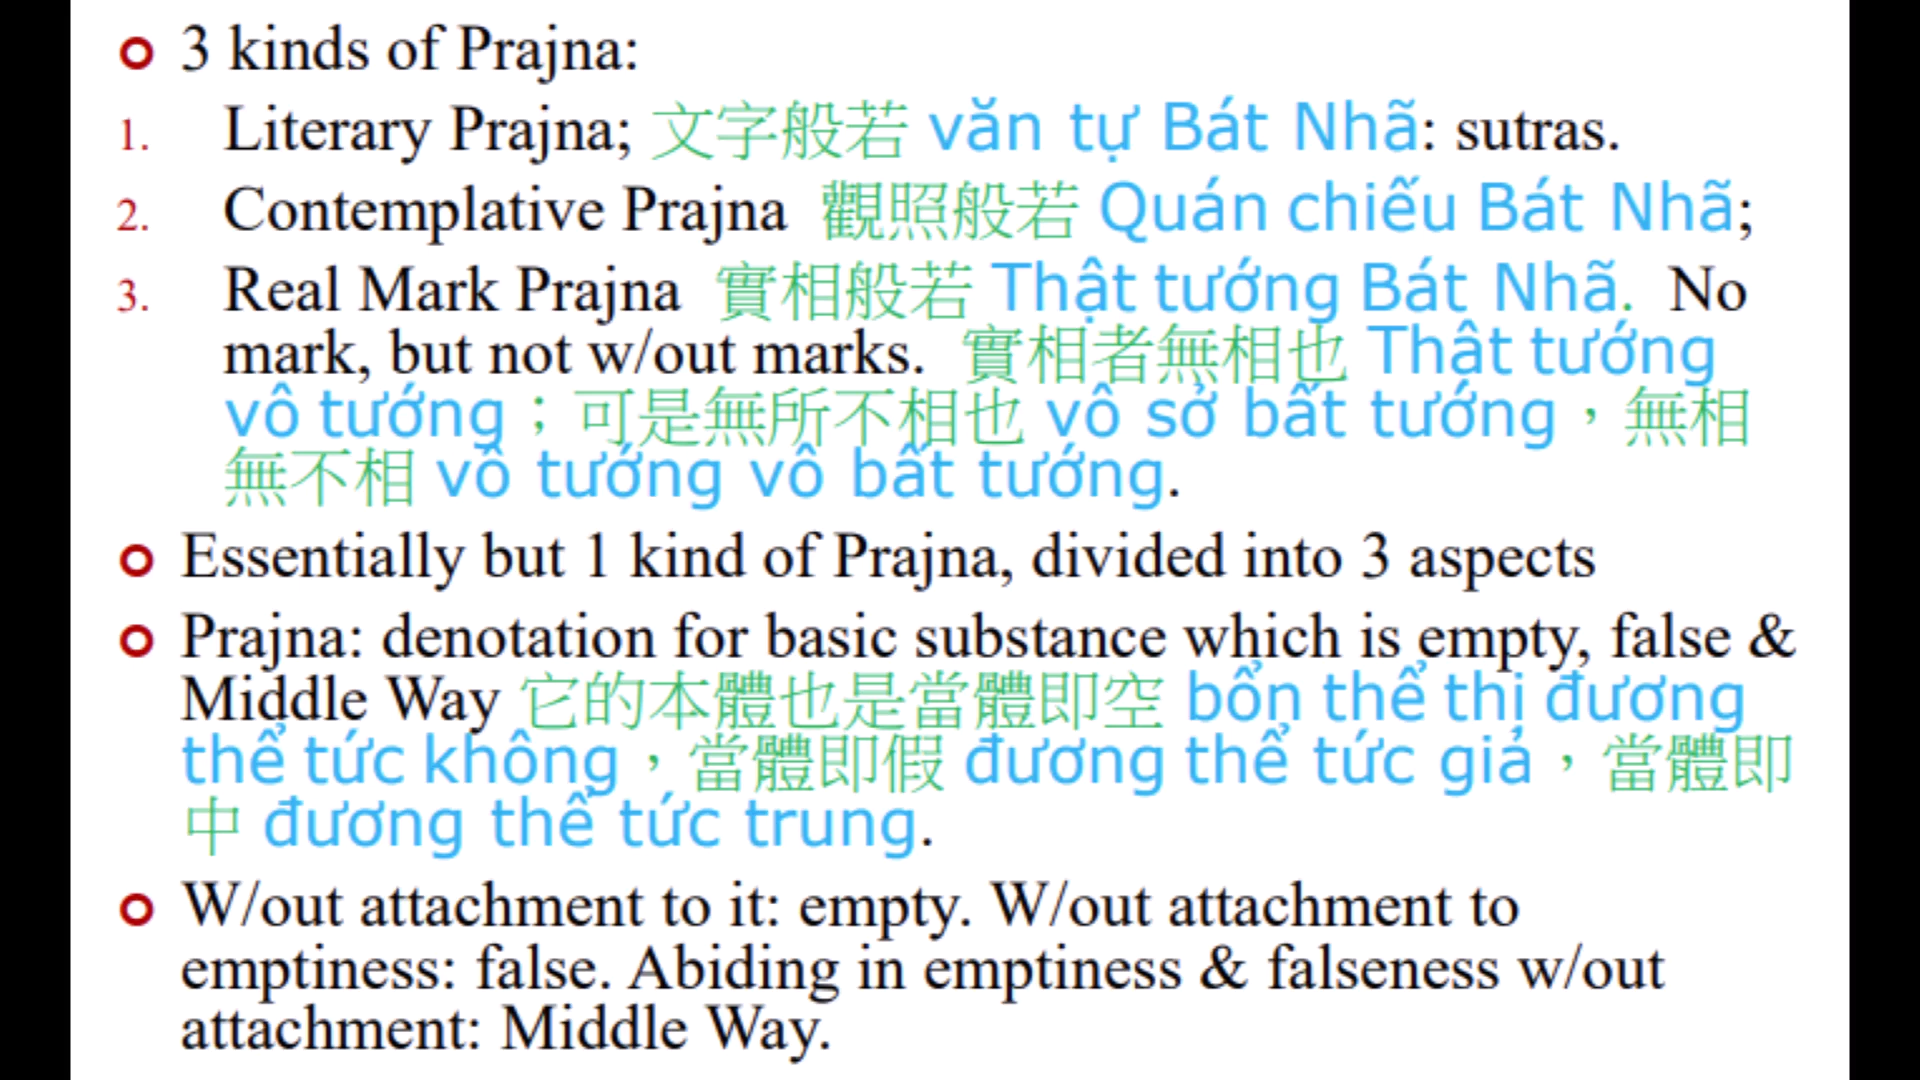 3 kinds of Prajna:
1. Literary Prajna; 文字般若 văn tự Bát Nhã: sutras.
2. Contemplative Prajna 觀照般若 Quán chiếu Bát Nhã;
3. Real Mark Prajna 實相般若 Thật tướng Bát Nhã. No
mark, but not w/out marks. 實相者無相也 Thật tướng
vô tướng；可是無所不相也 vô sở bất tướng，無相
無不相 vô tướng vô bất tướng.
Essentially but 1 kind of Prajna, divided into 3 aspects
Prajna: denotation for basic substance which is empty, false &
Middle Way 它的本體也是當體即空 bổn thể thị đương
thể tức không，當體即假 đương thể tức giả，當體即
中 đương thể tức trung.
W/out attachment to it: empty. W/out attachment to
emptiness: false. Abiding in emptiness & falseness w/out
attachment: Middle Way.